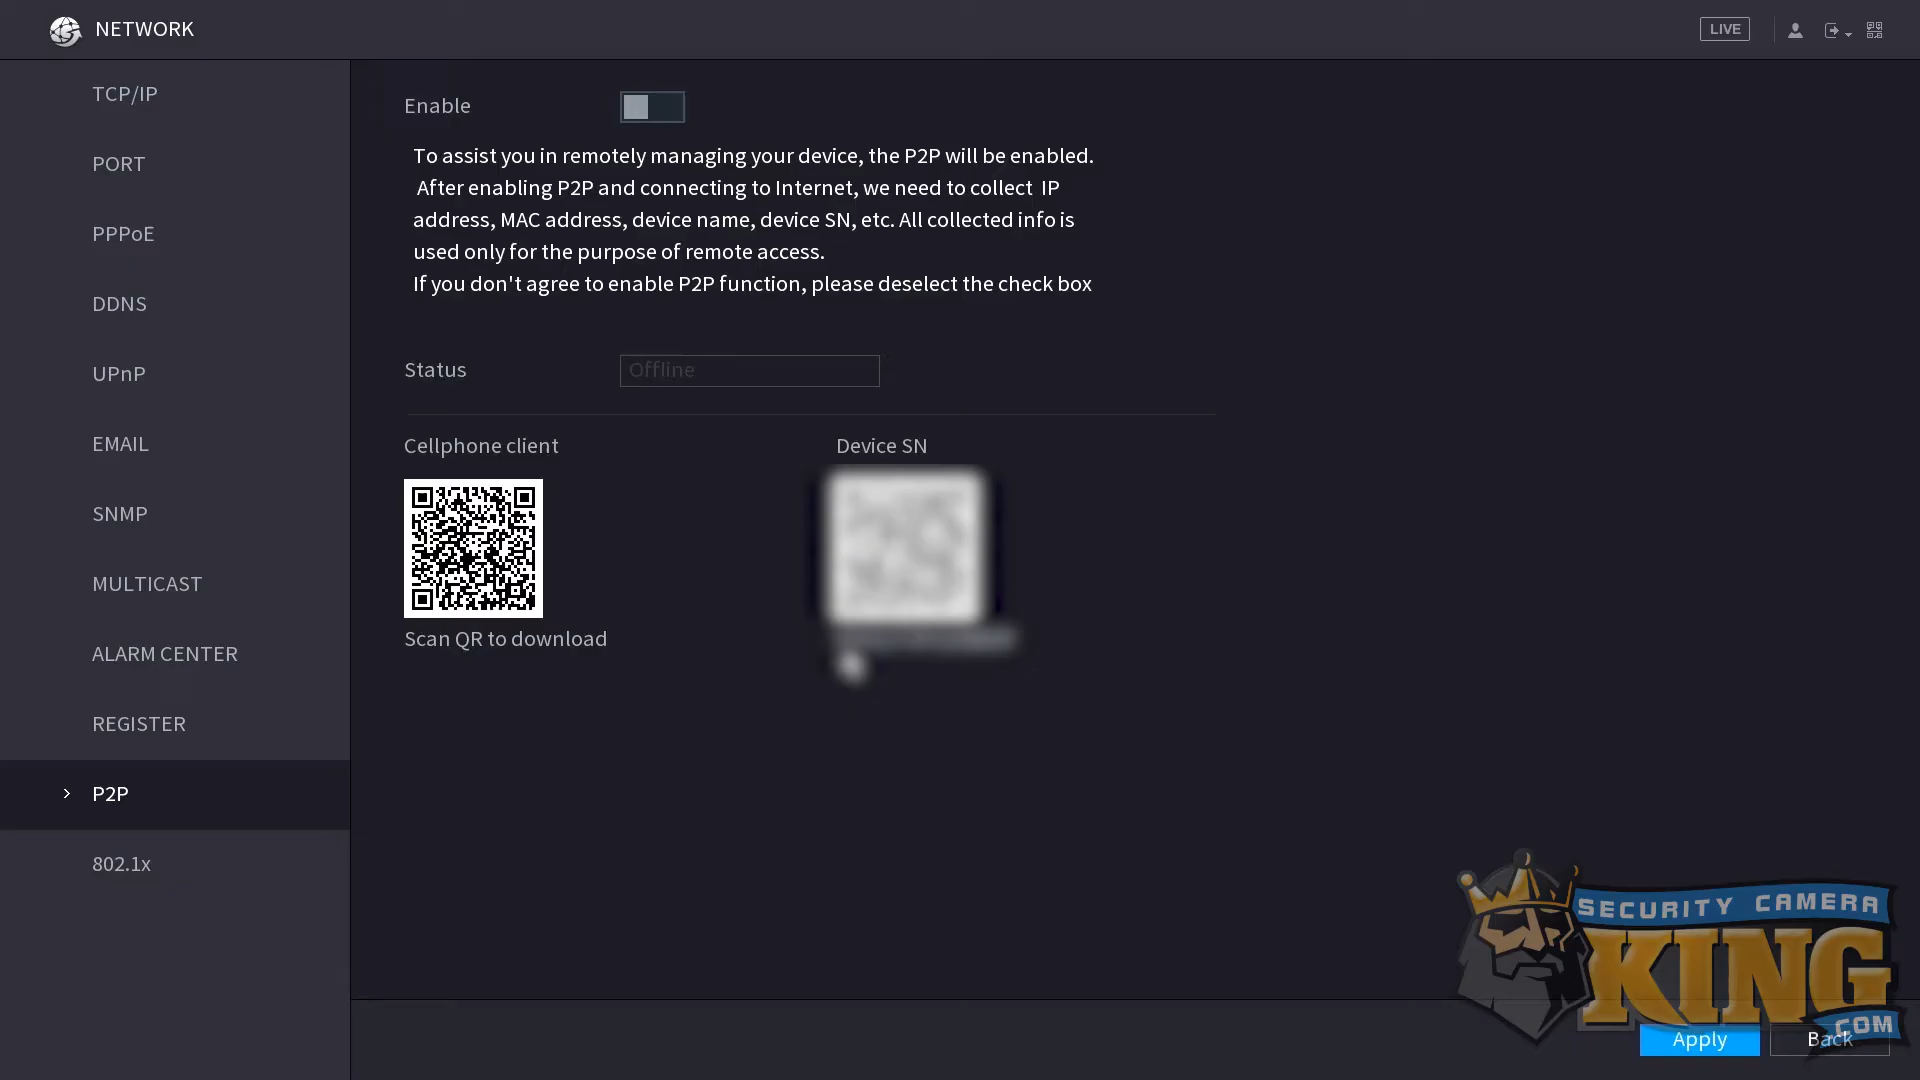 NETWORK
LIVE
TCP/IP
PORT
PPPoE
DDNS
UPnP
EMAIL
SNMP
MULTICAST
ALARM CENTER
REGISTER
P2P
802.1x
Enable
To assist you in remotely managing your device, the P2P will be enabled.
After enabling P2P and connecting to Internet, we need to collect IP
address, MAC address, device name, device SN, etc. All collected info is
used only for the purpose of remote access.
If you don't agree to enable P2P function, please deselect the check box
Status
Offline
Cellphone client
Device SN
Scan QR to download
SECURITY CAMERA
KING
.COM
Apply
Back